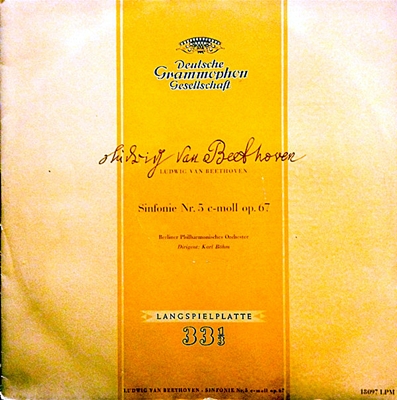 Deutsche
Grammophon
Gesellschaft
Ludwig van Beethoven
LUDWIG VAN BEETHOVEN
Sinfonie Nr. 5 c-moll op. 67
Berliner Philharmonisches Orchester
Dirigent: Karl Böhm
LANGSPIELPLATTE
33⅓
LUDWIG VAN BEETHOVEN · SINFONIE Nr. 5 c-moll op. 67
18097 LPM